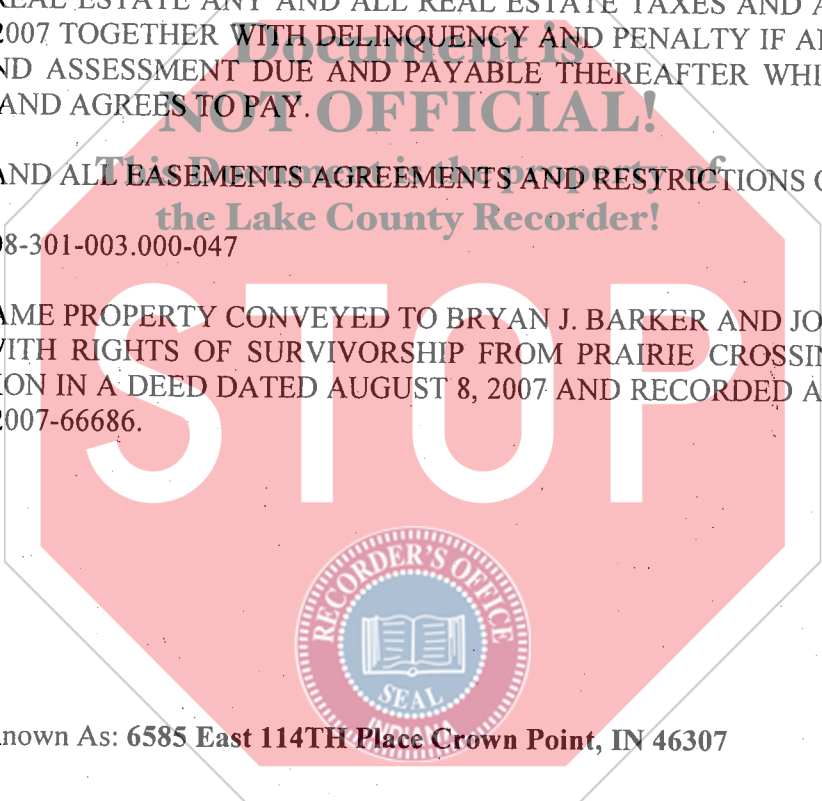 REAL ESTATE ANY AND ALL REAL ESTATE TAXES AND
2007 TOGETHER WITH DELINQUENCY AND PENALTY IF
Document is
ND ASSESSMENT DUE AND PAYABLE THEREAFTER
AND AGREES TO PAY.
NOT OFFICIAL!
AND ALL EASEMENTS AGREEMENTS AND RESTRICTIONS
This Document is the property of
the Lake County Recorder!
8-301-003.000-047
STOP
AME PROPERTY CONVEYED TO BRYAN J. BARKER AND JO
WITH RIGHTS OF SURVIVORSHIP FROM PRAIRIE
ION IN A DEED DATED AUGUST 8, 2007 AND RECORDED
2007-66686.
RECORDER'S OFFICE
SEAL
INDIANA
nown As: 6585 East 114TH Place Crown Point, IN 46307